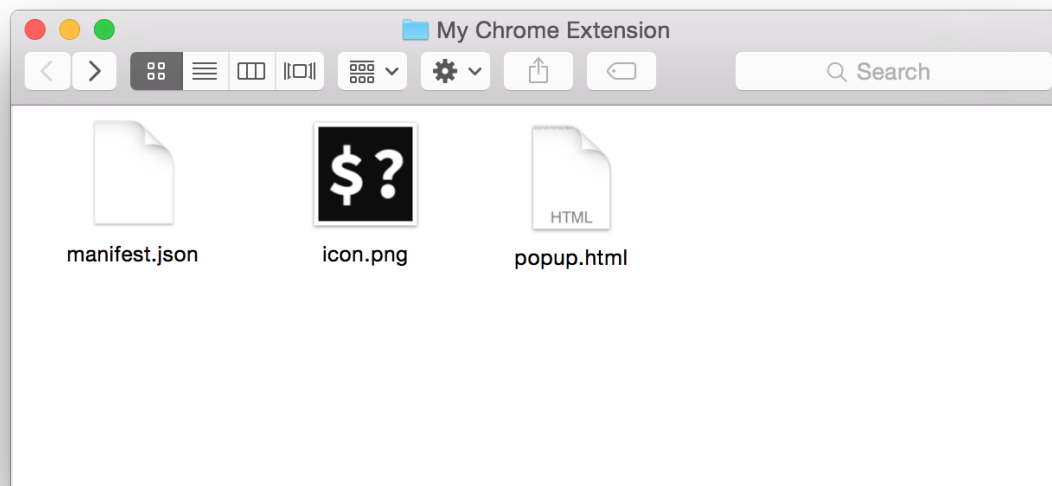 My Chrome Extension
Search
$?
HTML
manifest.json
icon.png
popup.html